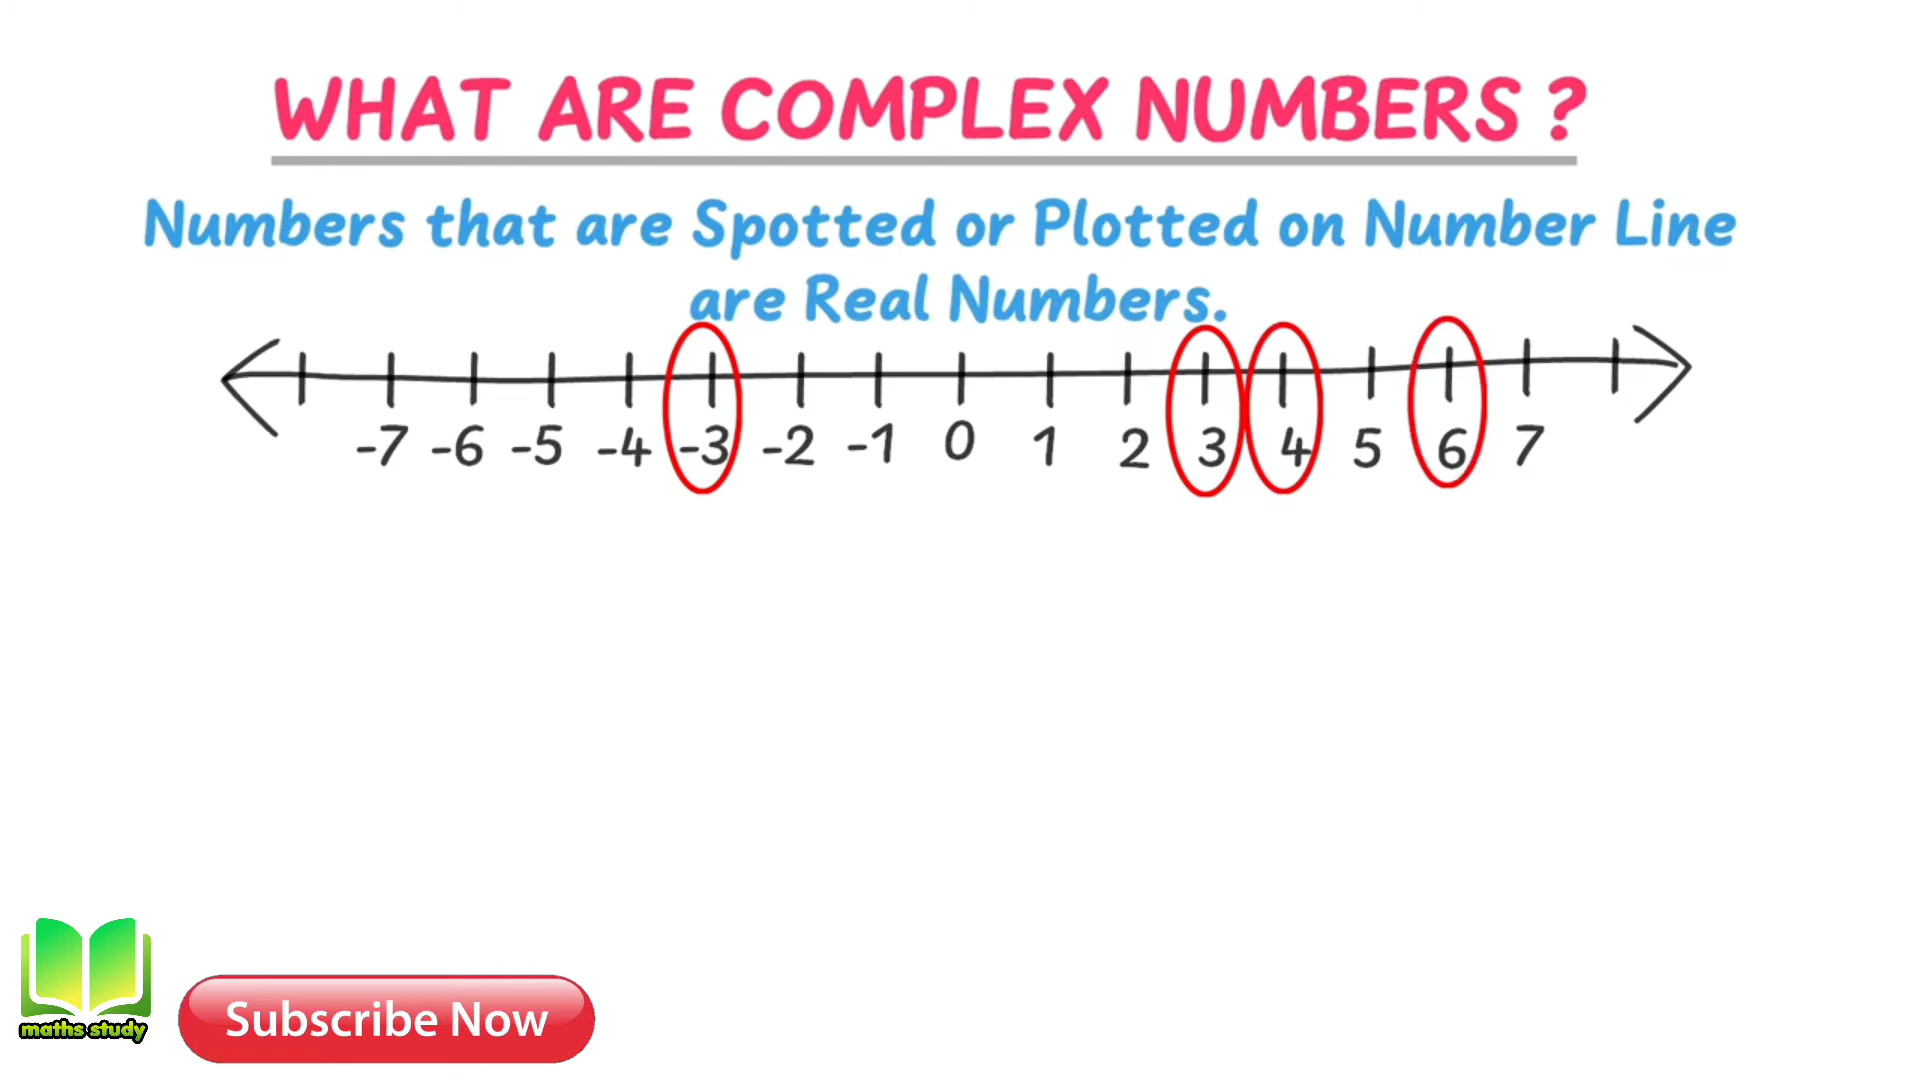 WHAT ARE COMPLEX NUMBERS ?
Numbers that are Spotted or Plotted on Number Line
are Real Numbers.
-7 -6 -5 -4 -3 -2 -1 0 1 2 3 4 5 6 7
maths study
Subscribe Now